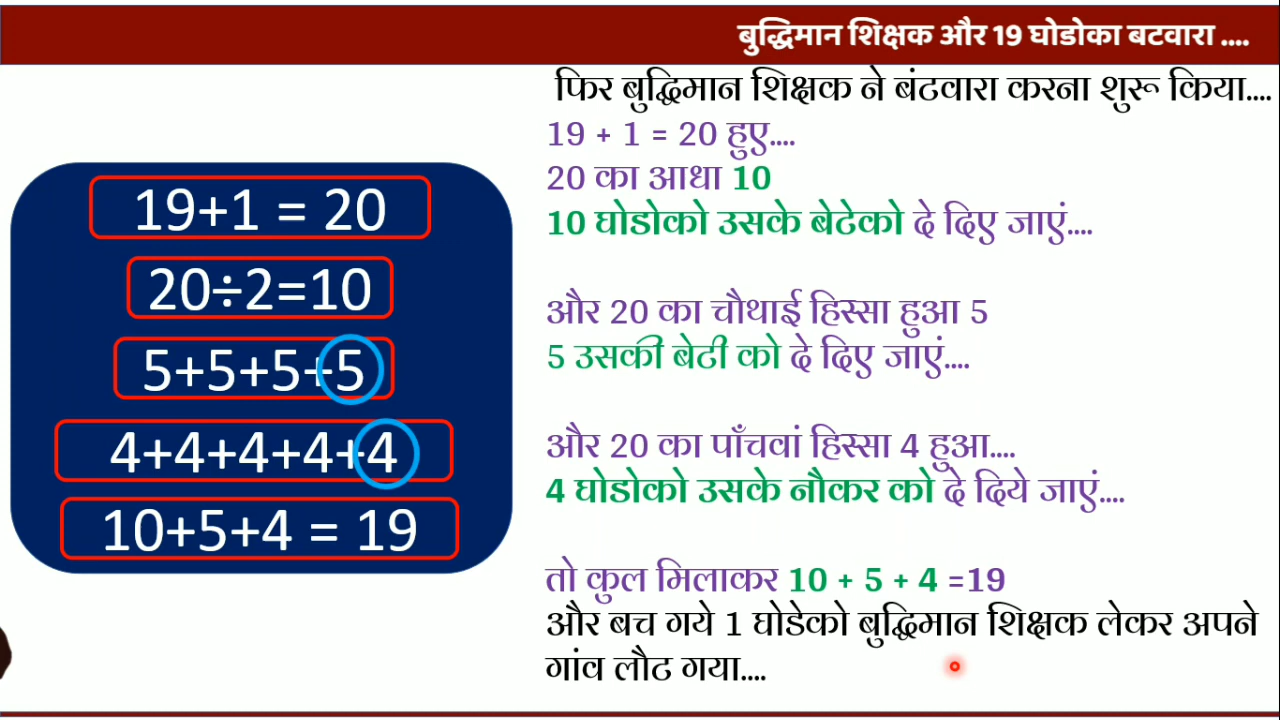 बुद्धिमान शिक्षक और 19 घोडोका बटवारा ....
19+1 = 20
20÷2=10
5+5+5+5
4+4+4+4+4
10+5+4 = 19
फिर बुद्धिमान शिक्षक ने बंटवारा करना शुरू किया....
19 + 1 = 20 हुए....
20 का आधा 10
10 घोडोको उसके बेटेको दे दिए जाएं....
और 20 का चौथाई हिस्सा हुआ 5
5 उसकी बेटी को दे दिए जाएं....
और 20 का पाँचवां हिस्सा 4 हुआ....
4 घोडोको उसके नौकर को दे दिये जाएं....
तो कुल मिलाकर 10 + 5 + 4 =19
और बच गये 1 घोडेको बुद्धिमान शिक्षक लेकर अपने
गांव लौट गया....